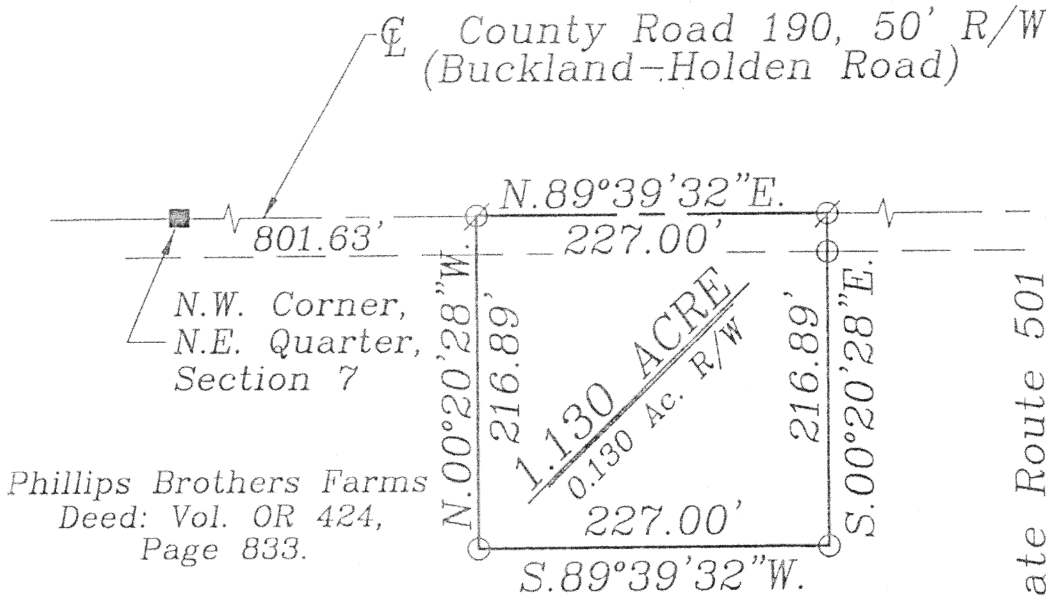 ℄ County Road 190, 50' R/W
(Buckland-Holden Road)
N.89°39'32"E.
801.63'
227.00'
N.W. Corner,
N.E. Quarter,
Section 7
N.00°20'28"W.
216.89'
1.130 ACRE
0.130 Ac. R/W
216.89'
S.00°20'28"E.
ate Route 501
Phillips Brothers Farms
Deed: Vol. OR 424,
Page 833.
227.00'
S.89°39'32"W.